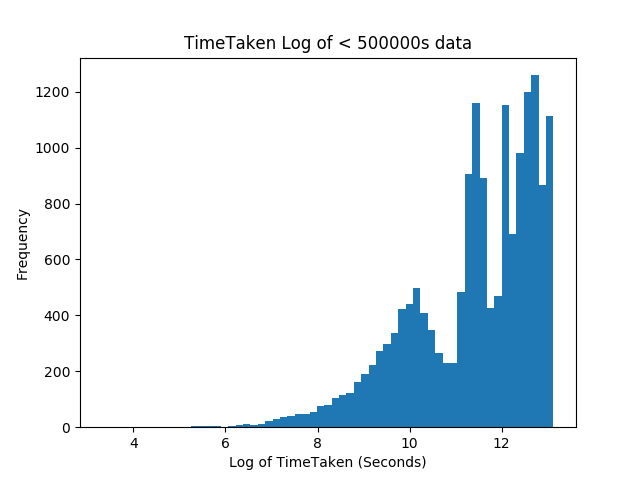 TimeTaken Log of < 500000s data
1200
1000
800
600
400
200
0
Frequency
4 6 8 10 12
Log of TimeTaken (Seconds)